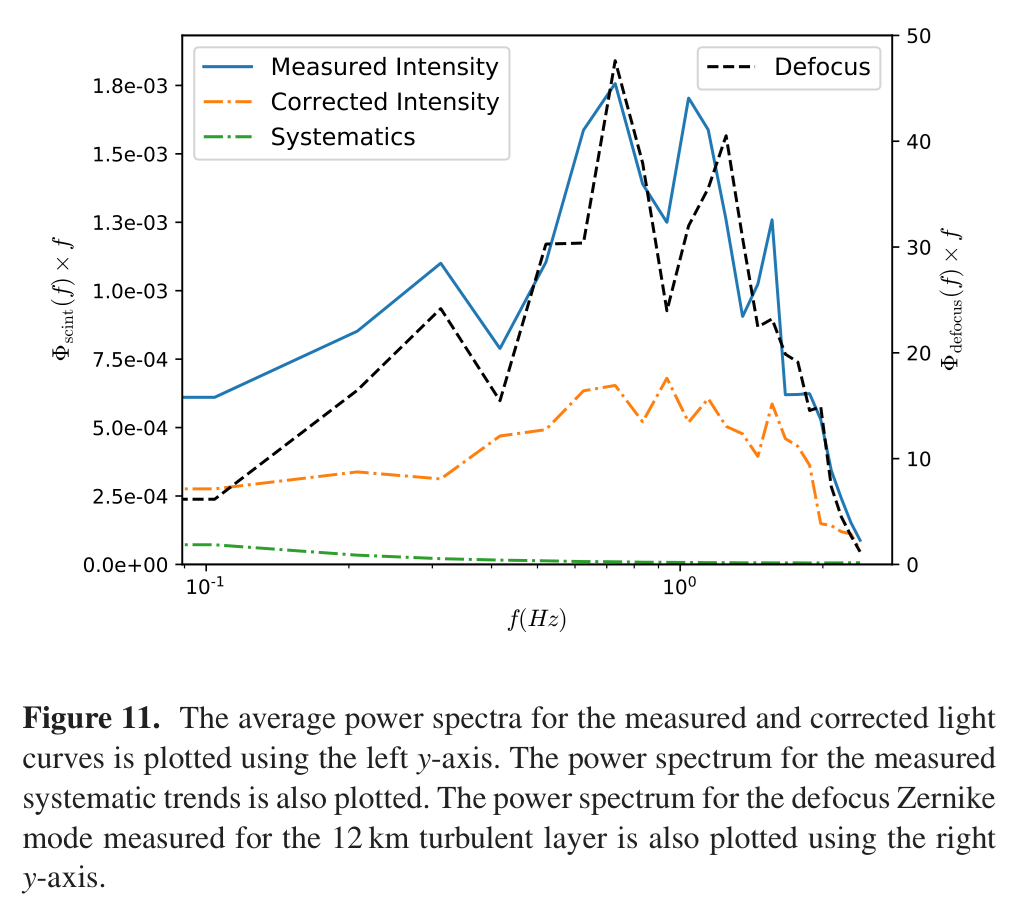 50
Measured Intensity
Corrected Intensity
Systematics
Defocus
1.8e-03
1.5e-03
1.3e-03
1.0e-03
7.5e-04
5.0e-04
2.5e-04
0.0e+00
40
30
20
10
0
Φscint(f) × f
Φdefocus(f) × f
10-1
100
f(Hz)
Figure 11. The average power spectra for the measured and corrected light
curves is plotted using the left y-axis. The power spectrum for the measured
systematic trends is also plotted. The power spectrum for the defocus Zernike
mode measured for the 12 km turbulent layer is also plotted using the right
y-axis.